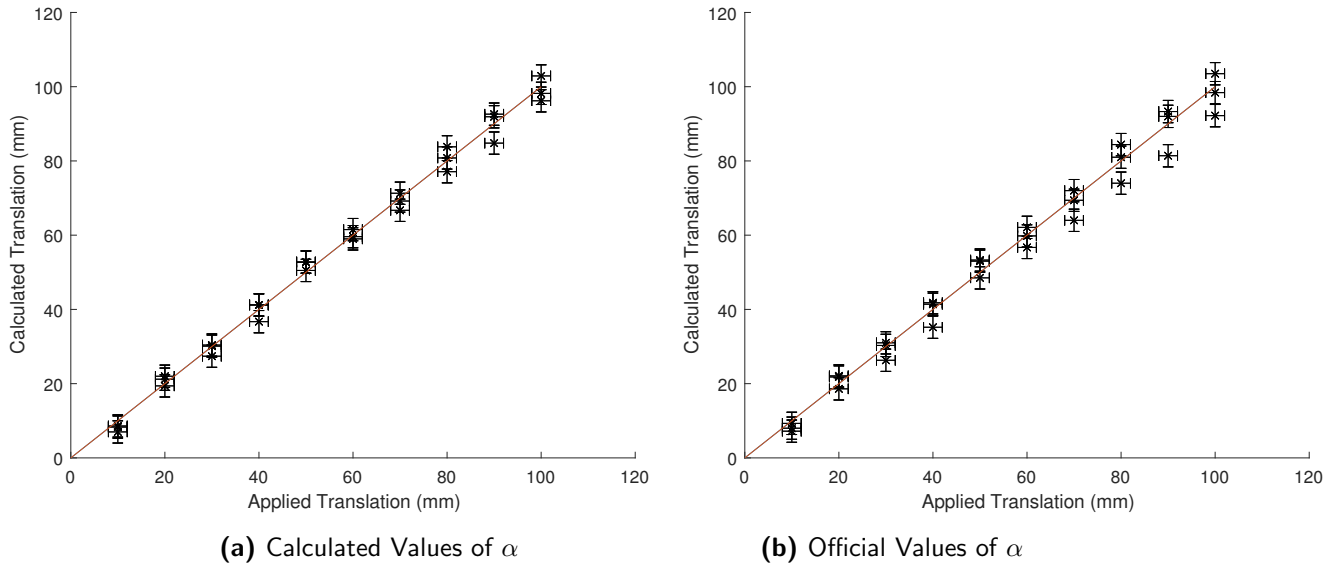 120
100
80
60
40
20
0
Calculated Translation (mm)
0 20 40 60 80 100 120
Applied Translation (mm)
(a) Calculated Values of α
120
100
80
60
40
20
0
Calculated Translation (mm)
0 20 40 60 80 100 120
Applied Translation (mm)
(b) Official Values of α